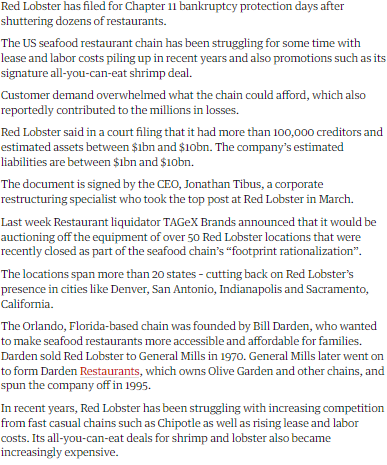 Red Lobster has filed for Chapter 11 bankruptcy protection days after
shuttering dozens of restaurants.
The US seafood restaurant chain has been struggling for some time with
lease and labor costs piling up in recent years and also promotions such as its
signature all-you-can-eat shrimp deal.
Customer demand overwhelmed what the chain could afford, which also
reportedly contributed to the millions in losses.
Red Lobster said in a court filing that it had more than 100,000 creditors and
estimated assets between $1bn and $10bn. The company’s estimated
liabilities are between $1bn and $10bn.
The document is signed by the CEO, Jonathan Tibus, a corporate
restructuring specialist who took the top post at Red Lobster in March.
Last week Restaurant liquidator TAGeX Brands announced that it would be
auctioning off the equipment of over 50 Red Lobster locations that were
recently closed as part of the seafood chain’s “footprint rationalization”.
The locations span more than 20 states – cutting back on Red Lobster’s
presence in cities like Denver, San Antonio, Indianapolis and Sacramento,
California.
The Orlando, Florida-based chain was founded by Bill Darden, who wanted
to make seafood restaurants more accessible and affordable for families.
Darden sold Red Lobster to General Mills in 1970. General Mills later went on
to form Darden Restaurants, which owns Olive Garden and other chains, and
spun the company off in 1995.
In recent years, Red Lobster has been struggling with increasing competition
from fast casual chains such as Chipotle as well as rising lease and labor
costs. Its all-you-can-eat deals for shrimp and lobster also became
increasingly expensive.